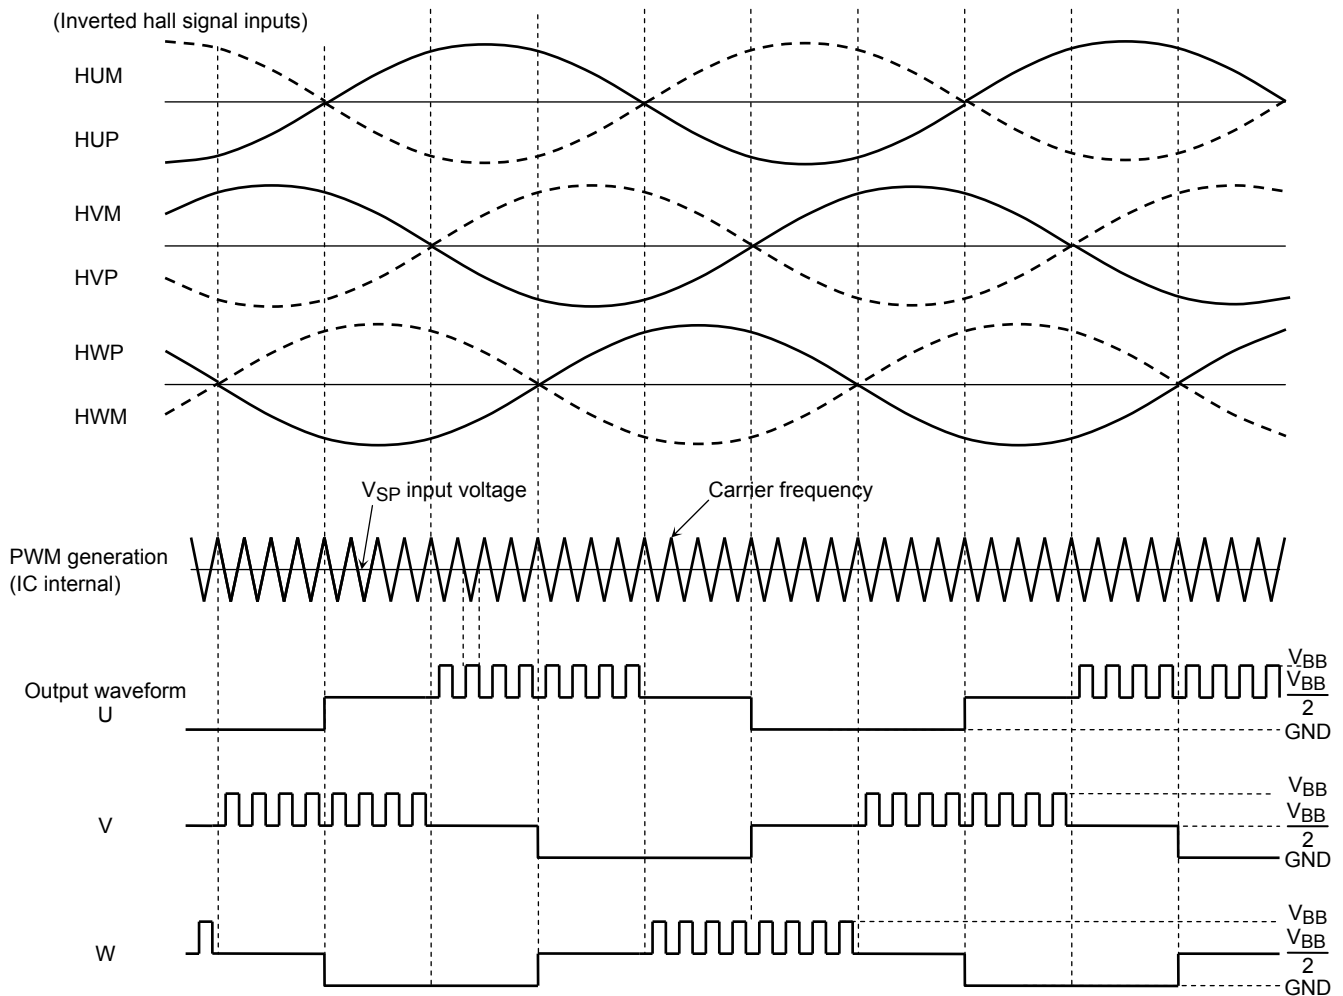 (Inverted hall signal inputs)
HUM
HUP
HVM
HVP
HWP
HWM
VSP input voltage
Carrier frequency
PWM generation
(IC internal)
Output waveform
U
VBB
VBB
2
GND
V
VBB
VBB
2
GND
W
VBB
VBB
2
GND